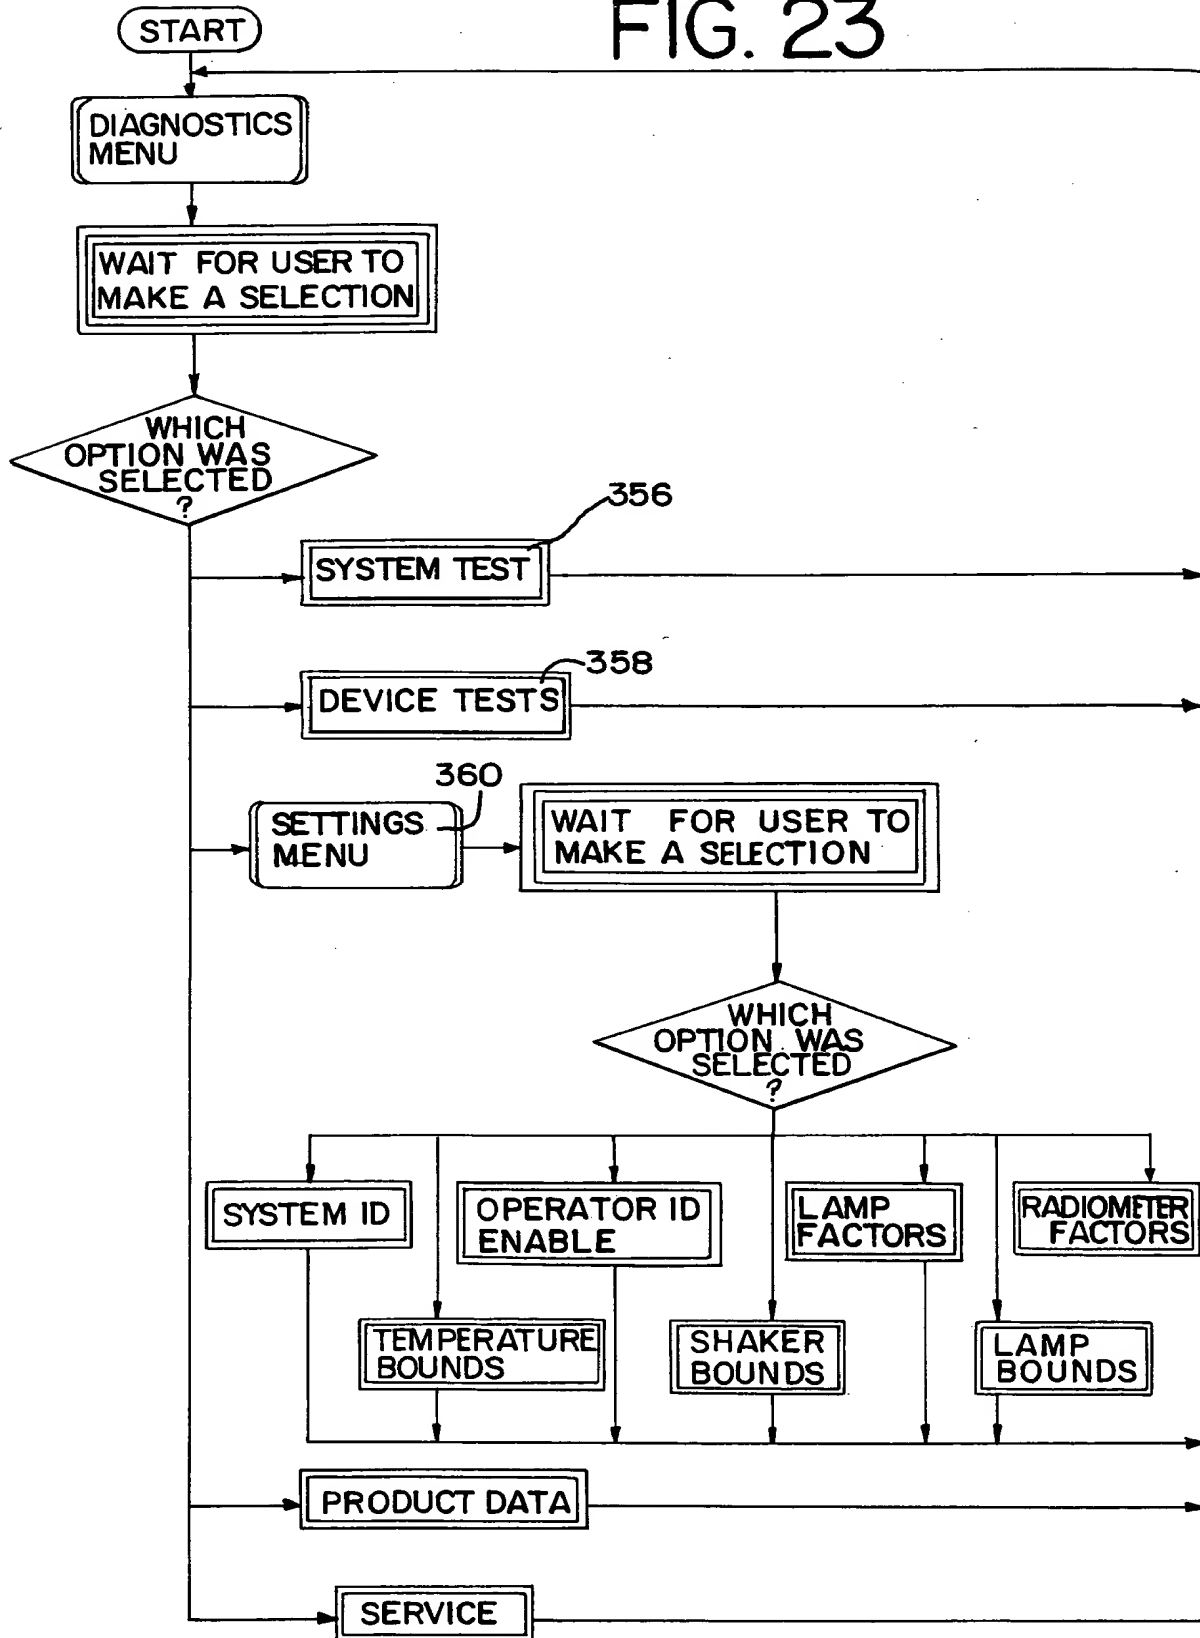 FIG. 23
START
DIAGNOSTICS
MENU
WAIT FOR USER TO
MAKE A SELECTION
WHICH
OPTION WAS
SELECTED
?
356
SYSTEM TEST
358
DEVICE TESTS
360
SETTINGS
MENU
WAIT FOR USER TO
MAKE A SELECTION
WHICH
OPTION WAS
SELECTED
?
SYSTEM ID
OPERATOR ID
ENABLE
LAMP
FACTORS
RADIOMETER
FACTORS
TEMPERATURE
BOUNDS
SHAKER
BOUNDS
LAMP
BOUNDS
PRODUCT DATA
SERVICE